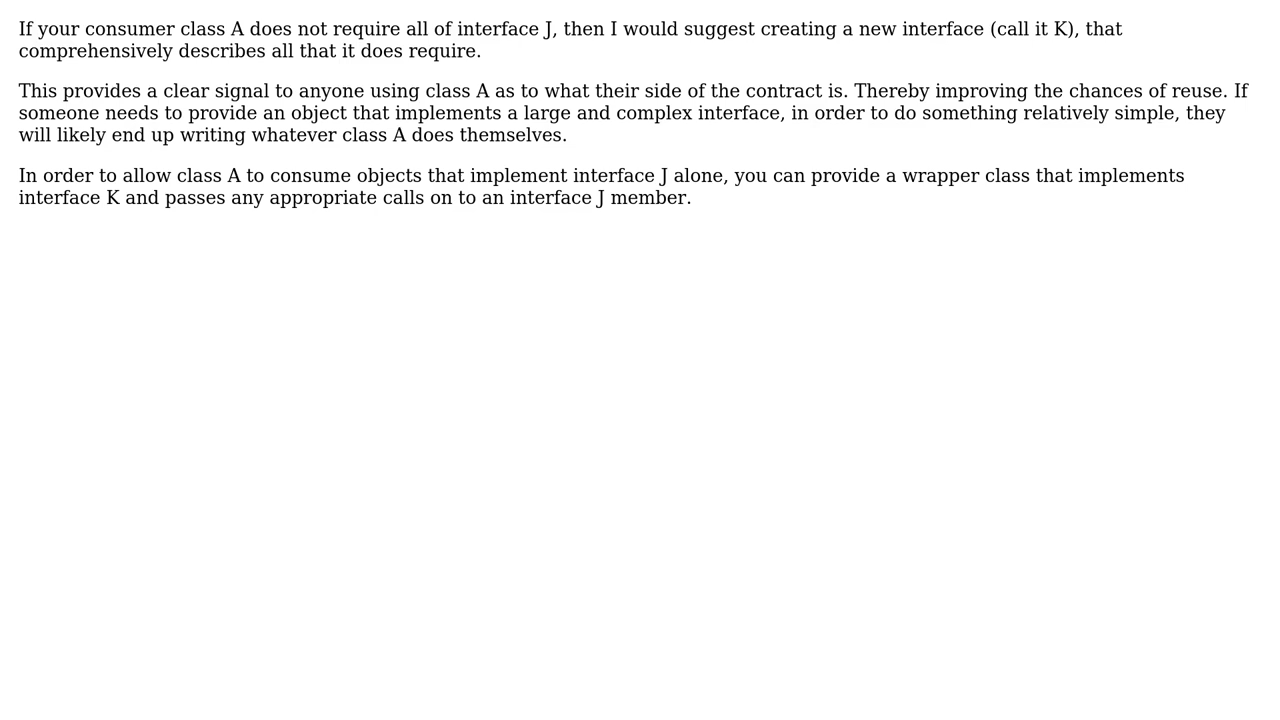 If your consumer class A does not require all of interface J, then I would suggest creating a new interface (call it K), that
comprehensively describes all that it does require.
This provides a clear signal to anyone using class A as to what their side of the contract is. Thereby improving the chances of reuse. If
someone needs to provide an object that implements a large and complex interface, in order to do something relatively simple, they
will likely end up writing whatever class A does themselves.
In order to allow class A to consume objects that implement interface J alone, you can provide a wrapper class that implements
interface K and passes any appropriate calls on to an interface J member.